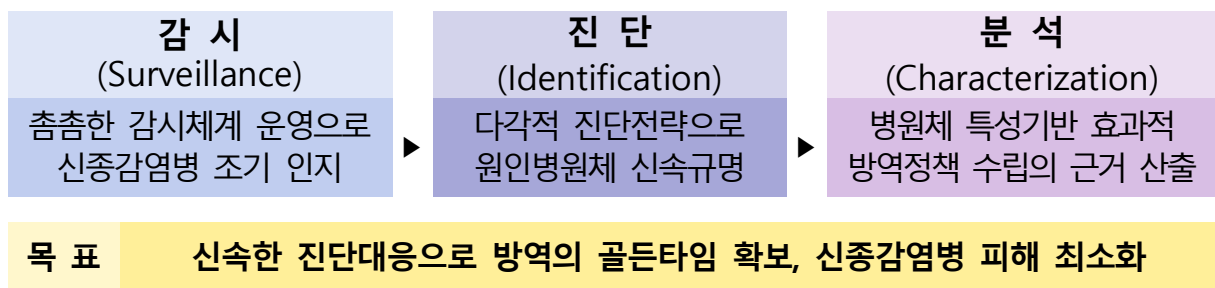 감 시
(Surveillance)
촘촘한 감시체계 운영으로
신종감염병 조기 인지
▶
진 단
(Identification)
다각적 진단전략으로
원인병원체 신속규명
▶
분 석
(Characterization)
병원체 특성기반 효과적
방역정책 수립의 근거 산출
목 표 신속한 진단대응으로 방역의 골든타임 확보, 신종감염병 피해 최소화